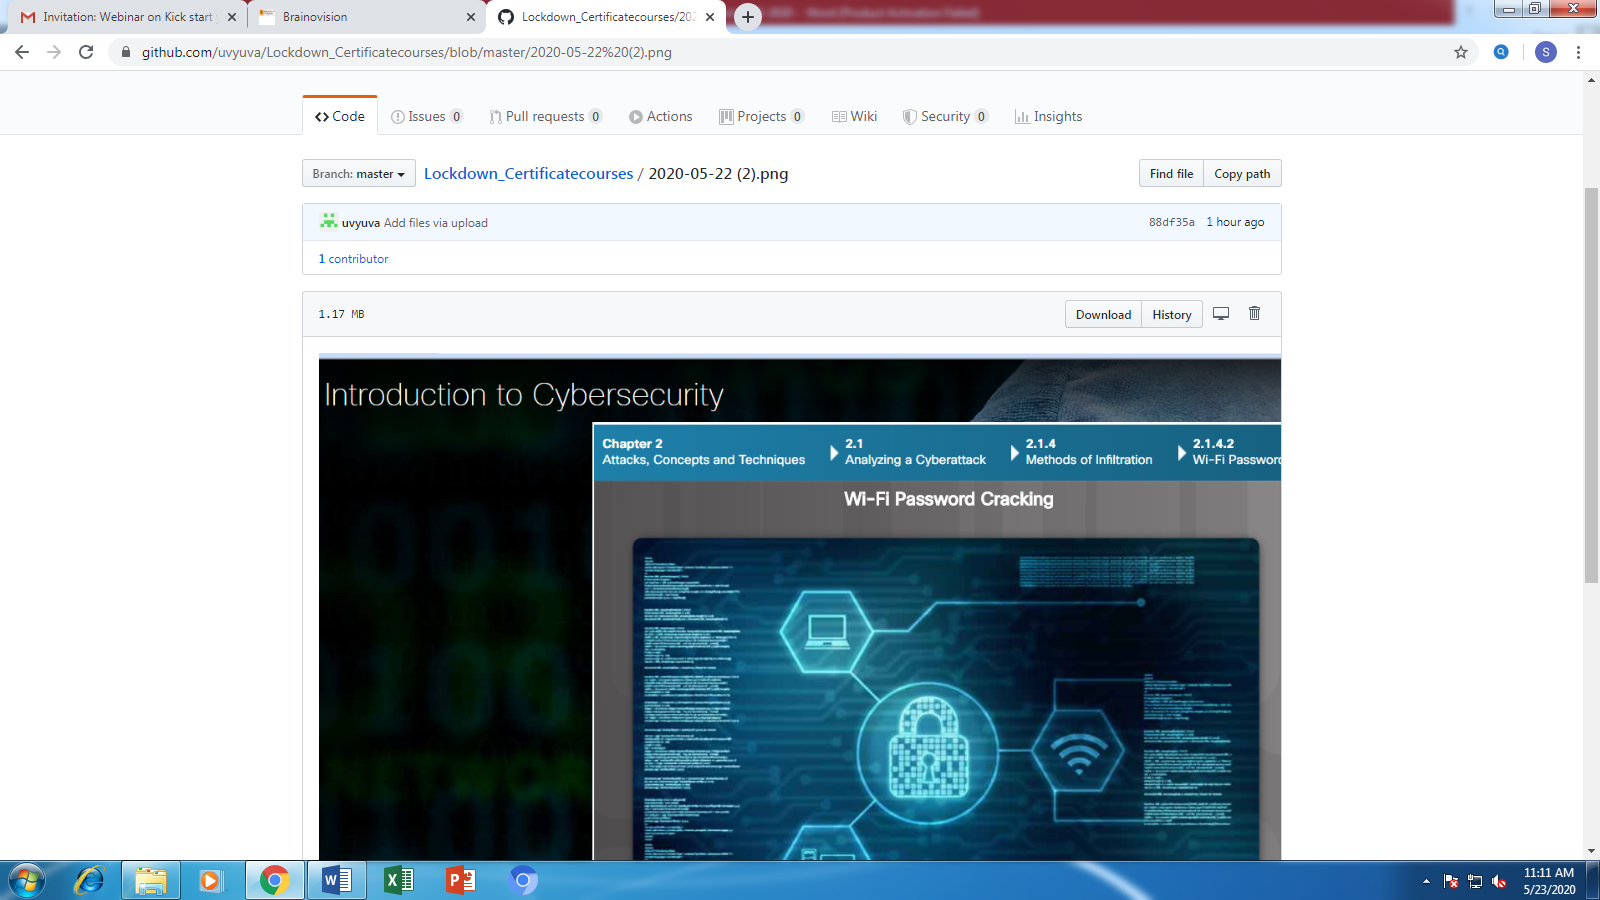 Invitation: Webinar on Kick start
Brainovision
Lockdown_Certificatecourses/202
github.com/uvyuva/Lockdown_Certificatecourses/blob/master/2020-05-22%20(2).png
S
Code
Issues 0
Pull requests 0
Actions
Projects 0
Wiki
Security 0
Insights
Branch: master
Lockdown_Certificatecourses / 2020-05-22 (2).png
Find file
Copy path
uvyuva Add files via upload
88df35a 1 hour ago
1 contributor
1.17 MB
Download
History
Introduction to Cybersecurity
Chapter 2
Attacks, Concepts and Techniques
2.1
Analyzing a Cyberattack
2.1.4
Methods of Infiltration
2.1.4.2
Wi-Fi Password
Wi-Fi Password Cracking
11:11 AM
5/23/2020